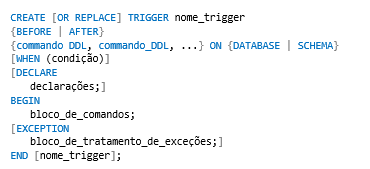 CREATE [OR REPLACE] TRIGGER nome_trigger
{BEFORE | AFTER}
{commando DDL, commando_DDL, ...} ON {DATABASE | SCHEMA}
[WHEN (condição)]
[DECLARE
declarações;]
BEGIN
bloco_de_comandos;
[EXCEPTION
bloco_de_tratamento_de_exceções;]
END [nome_trigger];